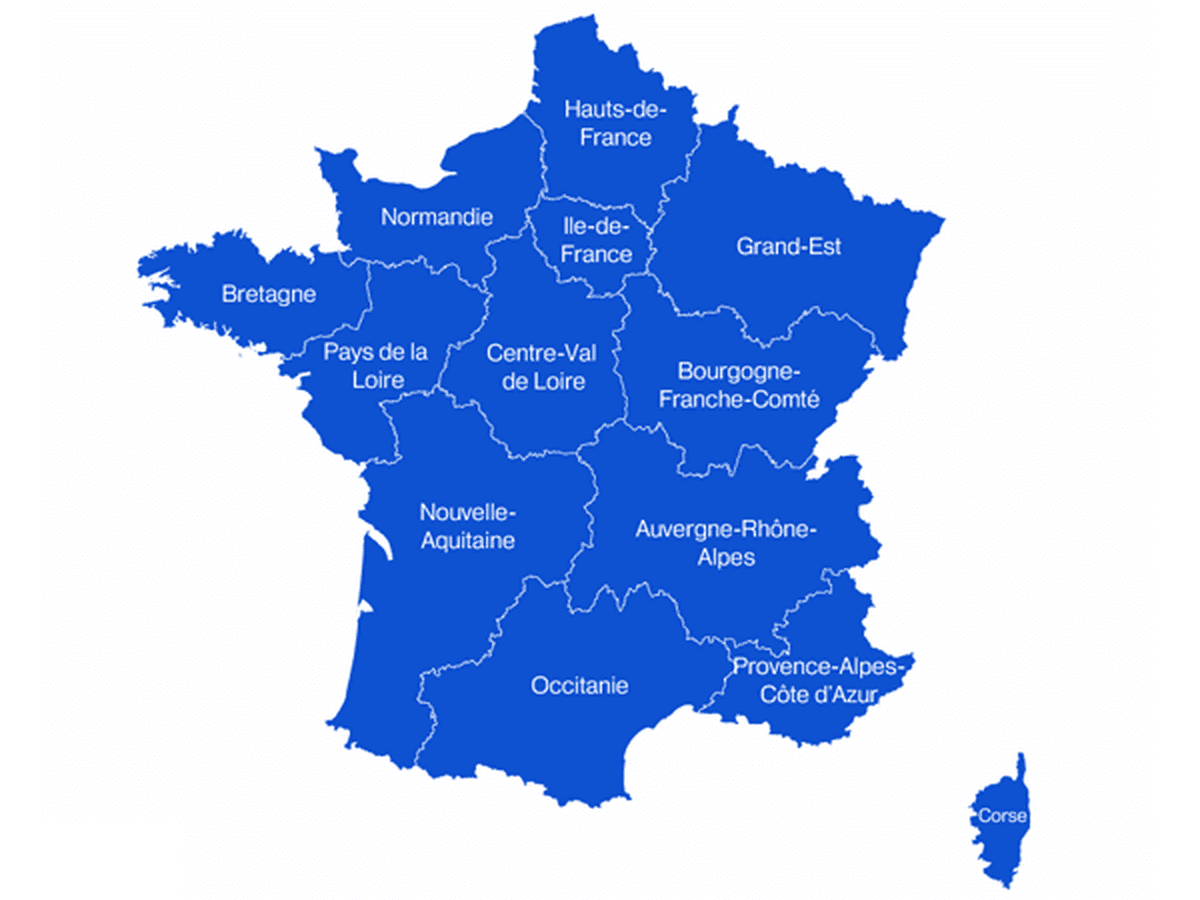 Hauts-de-
France
Normandie
Ile-de-
France
Grand-Est
Bretagne
Pays de la
Loire
Centre-Val
de Loire
Bourgogne-
Franche-Comté
Nouvelle-
Aquitaine
Auvergne-Rhône-
Alpes
Occitanie
Provence-Alpes-
Côte d'Azur
Corse